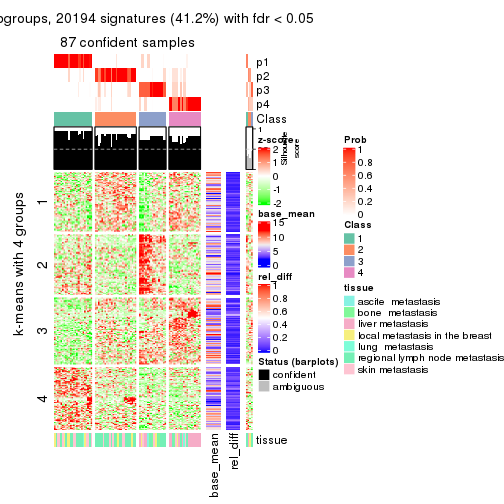 ogroups, 20194 signatures (41.2%) with fdr < 0.05
87 confident samples
p1
p2
p3
p4
Class
1
Silhouette
score
k-means with 4 groups
1
2
3
4
tissue
base_mean
rel_diff
z-score
2
1
0
-1
-2
base_mean
15
10
5
0
rel_diff
1
0.8
0.6
0.4
0.2
0
Status (barplots)
confident
ambiguous
Prob
1
0.8
0.6
0.4
0.2
0
Class
1
2
3
4
tissue
ascite metastasis
bone metastasis
liver metastasis
local metastasis in the breast
lung metastasis
regional lymph node metastasis
skin metastasis